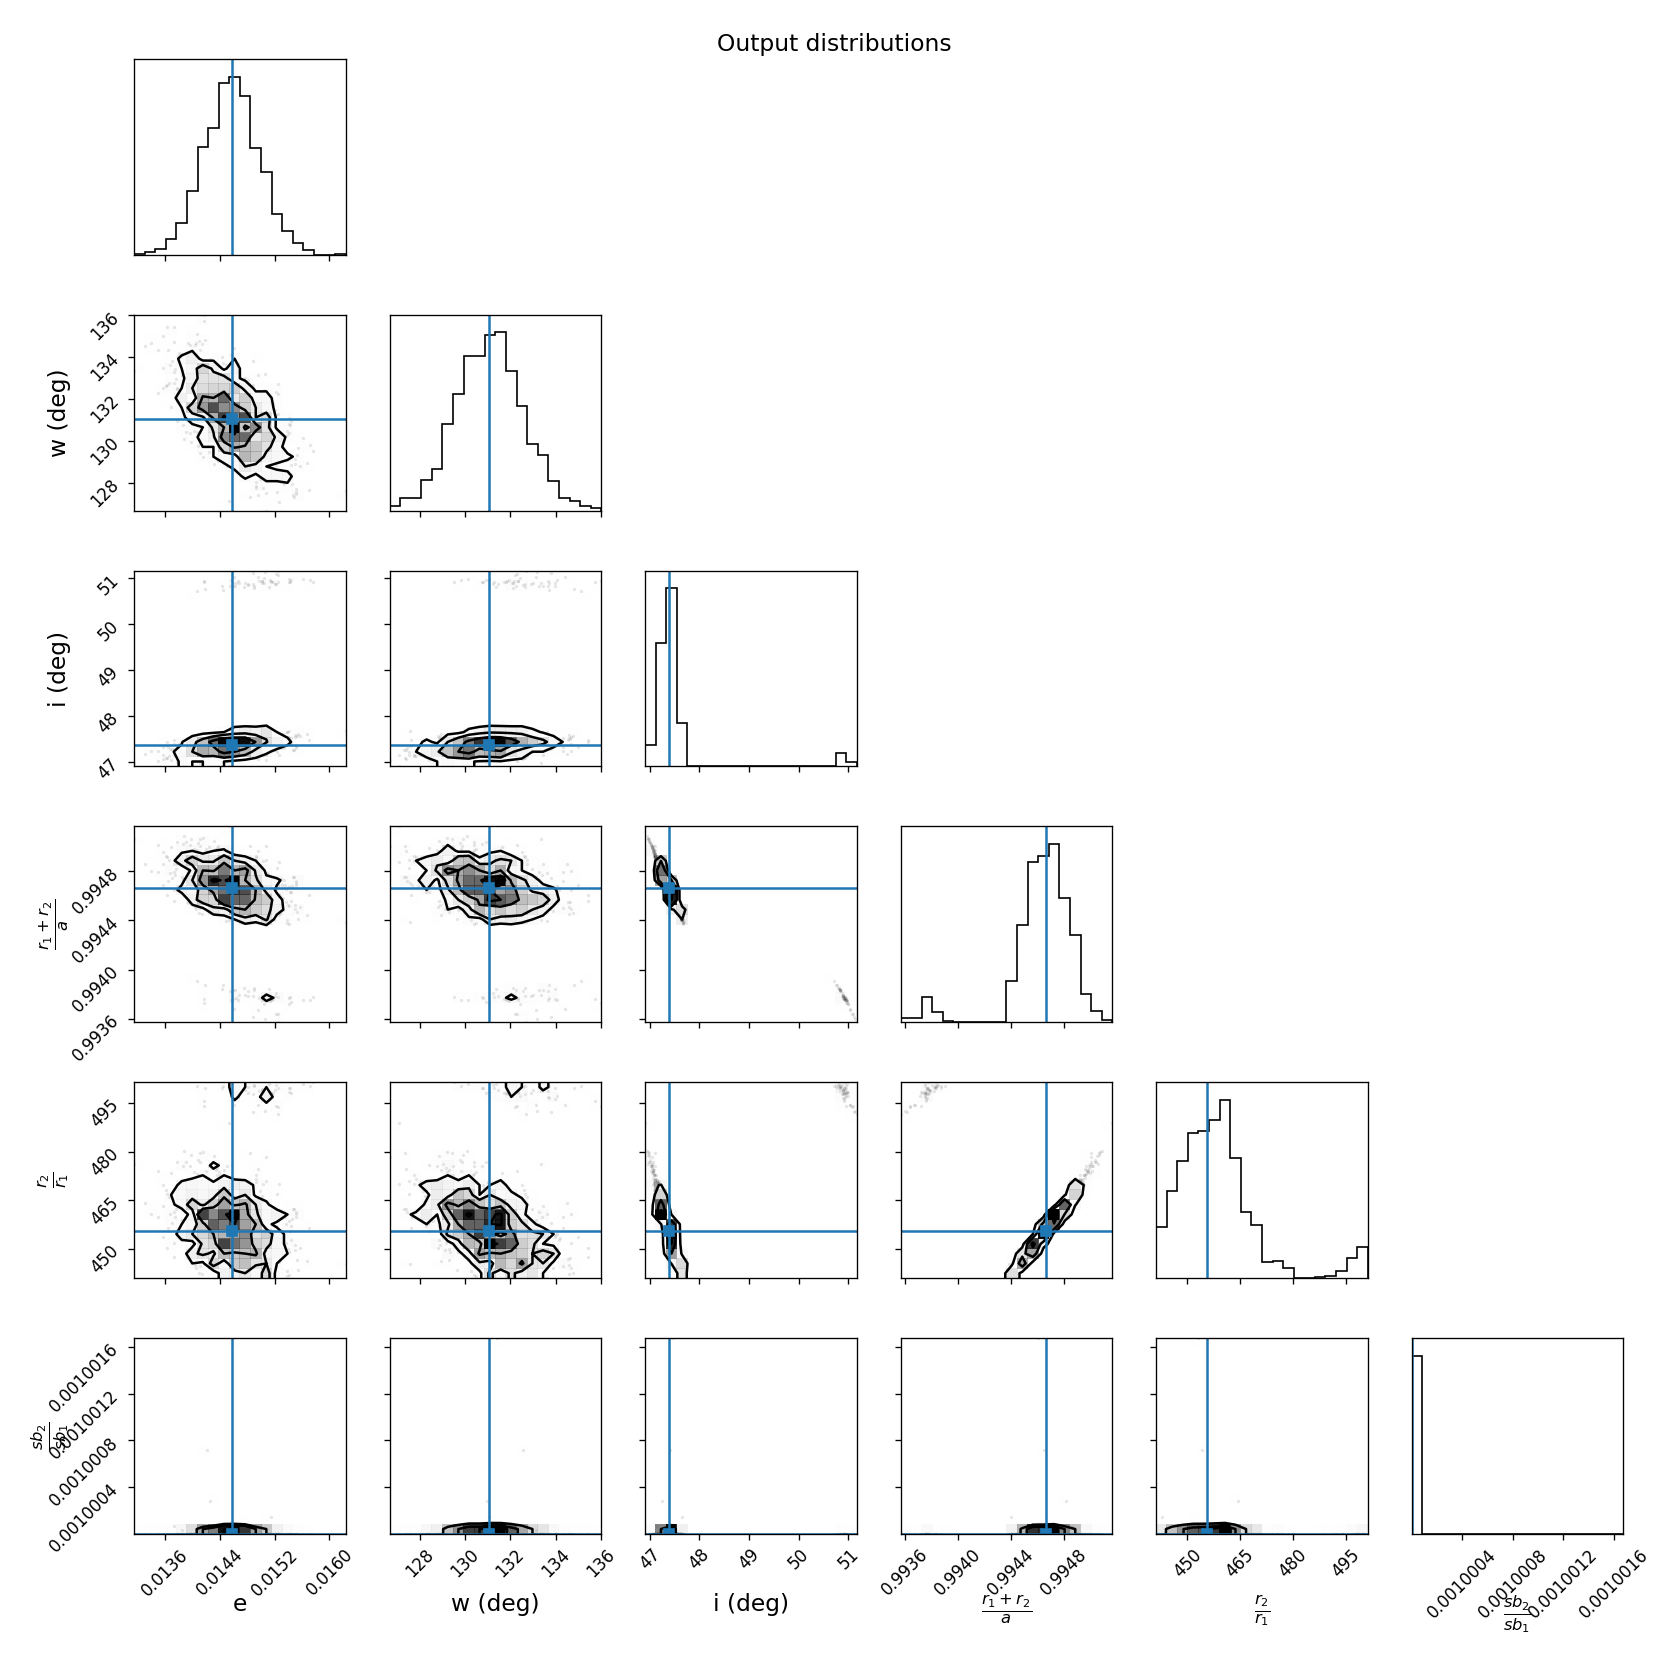 Output distributions
w (deg)
136
134
132
130
128
i (deg)
51
50
49
48
47
r₁ + r₂
a
0.9948
0.9944
0.9940
0.9936
r₂
r₁
495
480
465
450
sb₂
sb₁
0.0010016
0.0010012
0.0010008
0.0010004
0.0136 0.0144 0.0152 0.0160
128 130 132 134 136
47 48 49 50 51
0.9936 0.9940 0.9944 0.9948
450 465 480 495
0.0010004 0.0010008 0.0010012 0.0010016
e
w (deg)
i (deg)
r₁ + r₂
a
r₂
r₁
sb₂
sb₁